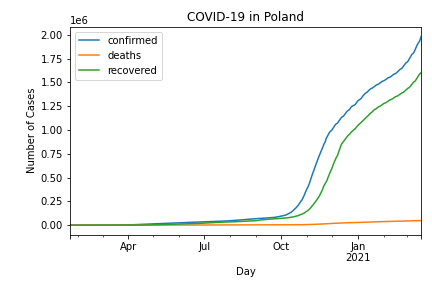 COVID-19 in Poland
1e6
confirmed
deaths
recovered
2.00
1.75
1.50
1.25
1.00
0.75
0.50
0.25
0.00
Number of Cases
Apr Jul Oct Jan
2021
Day